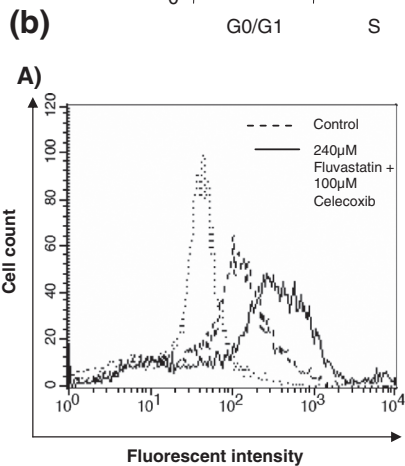 0
G0/G1 S
(b)
A)
120
100
80
60
40
20
0
Cell count
Control
240µM
Fluvastatin +
100µM
Celecoxib
10⁰ 10¹ 10² 10³ 10⁴
Fluorescent intensity